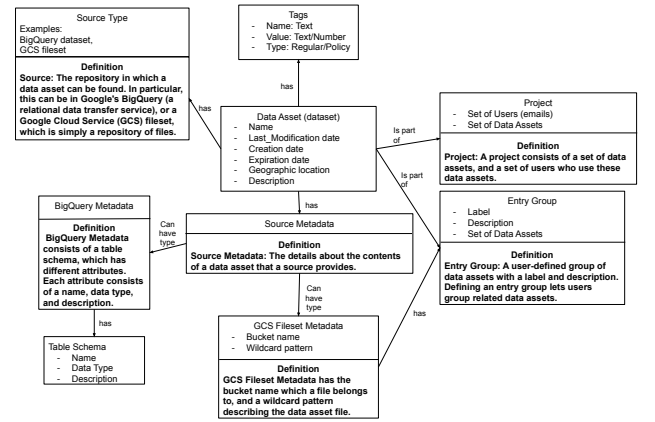 Source Type
Examples:
BigQuery dataset,
GCS fileset
Definition
Source: The repository in which a
data asset can be found. In particular,
this can be in Google's BigQuery (a
relational data transfer service), or a
Google Cloud Service (GCS) fileset,
which is simply a repository of files.
Tags
- Name: Text
- Value: Text/Number
- Type: Regular/Policy
has
has
Data Asset (dataset)
- Name
- Last_Modification date
- Creation date
- Expiration date
- Geographic location
- Description
Is part
of
Is part
of
Project
- Set of Users (emails)
- Set of Data Assets
Definition
Project: A project consists of a set of data
assets, and a set of users who use these
data assets.
Entry Group
- Label
- Description
- Set of Data Assets
Definition
Entry Group: A user-defined group of
data assets with a label and description.
Defining an entry group lets users
group related data assets.
has
BigQuery Metadata
Definition
BigQuery Metadata
consists of a table
schema, which has
different attributes.
Each attribute consists
of a name, data type,
and description.
Can
have
type
Source Metadata
Definition
Source Metadata: The details about the contents
of a data asset that a source provides.
Can
have
type
has
has
Table Schema
- Name
- Data Type
- Description
GCS Fileset Metadata
- Bucket name
- Wildcard pattern
Definition
GCS Fileset Metadata has the
bucket name which a file belongs
to, and a wildcard pattern
describing the data asset file.